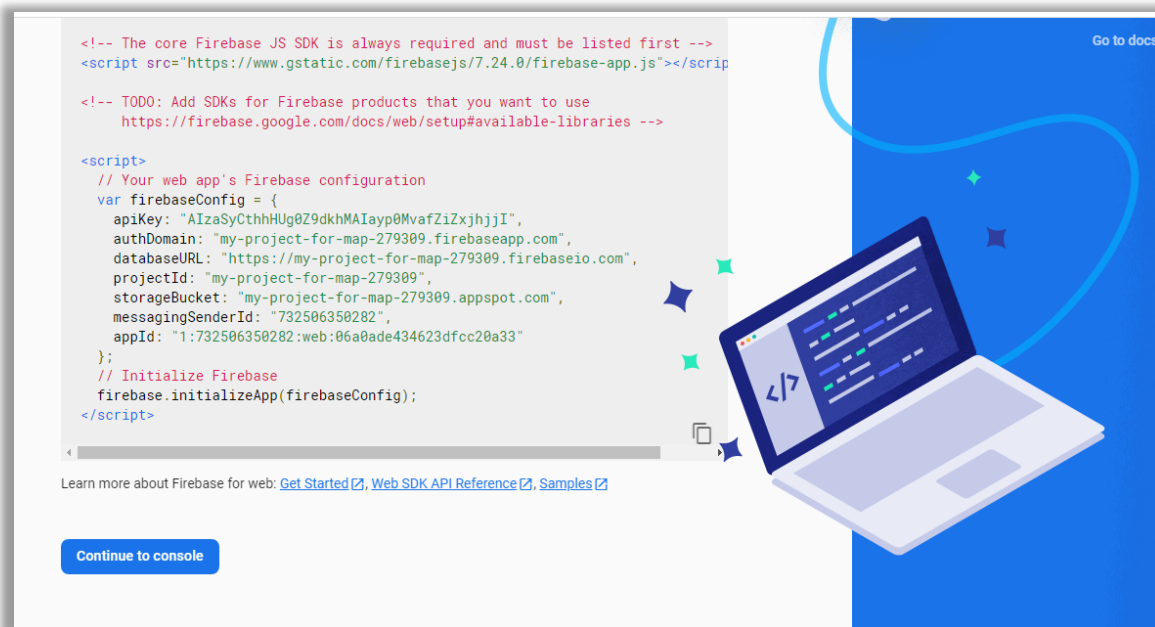 <!-- The core Firebase JS SDK is always required and must be listed first -->
<script src="https://www.gstatic.com/firebasejs/7.24.0/firebase-app.js"></scrip
<!-- TODO: Add SDKs for Firebase products that you want to use
https://firebase.google.com/docs/web/setup#available-libraries -->
<script>
// Your web app's Firebase configuration
var firebaseConfig = {
apiKey: "AIzaSyCthhHUg0Z9dkhMAIayp0MvafZiZxjhjjI",
authDomain: "my-project-for-map-279309.firebaseapp.com",
databaseURL: "https://my-project-for-map-279309.firebaseio.com",
projectId: "my-project-for-map-279309",
storageBucket: "my-project-for-map-279309.appspot.com",
messagingSenderId: "732506350282",
appId: "1:732506350282:web:06a0ade434623dfcc20a33"
};
// Initialize Firebase
firebase.initializeApp(firebaseConfig);
</script>
Learn more about Firebase for web: Get Started, Web SDK API Reference, Samples
Continue to console
Go to docs
</>